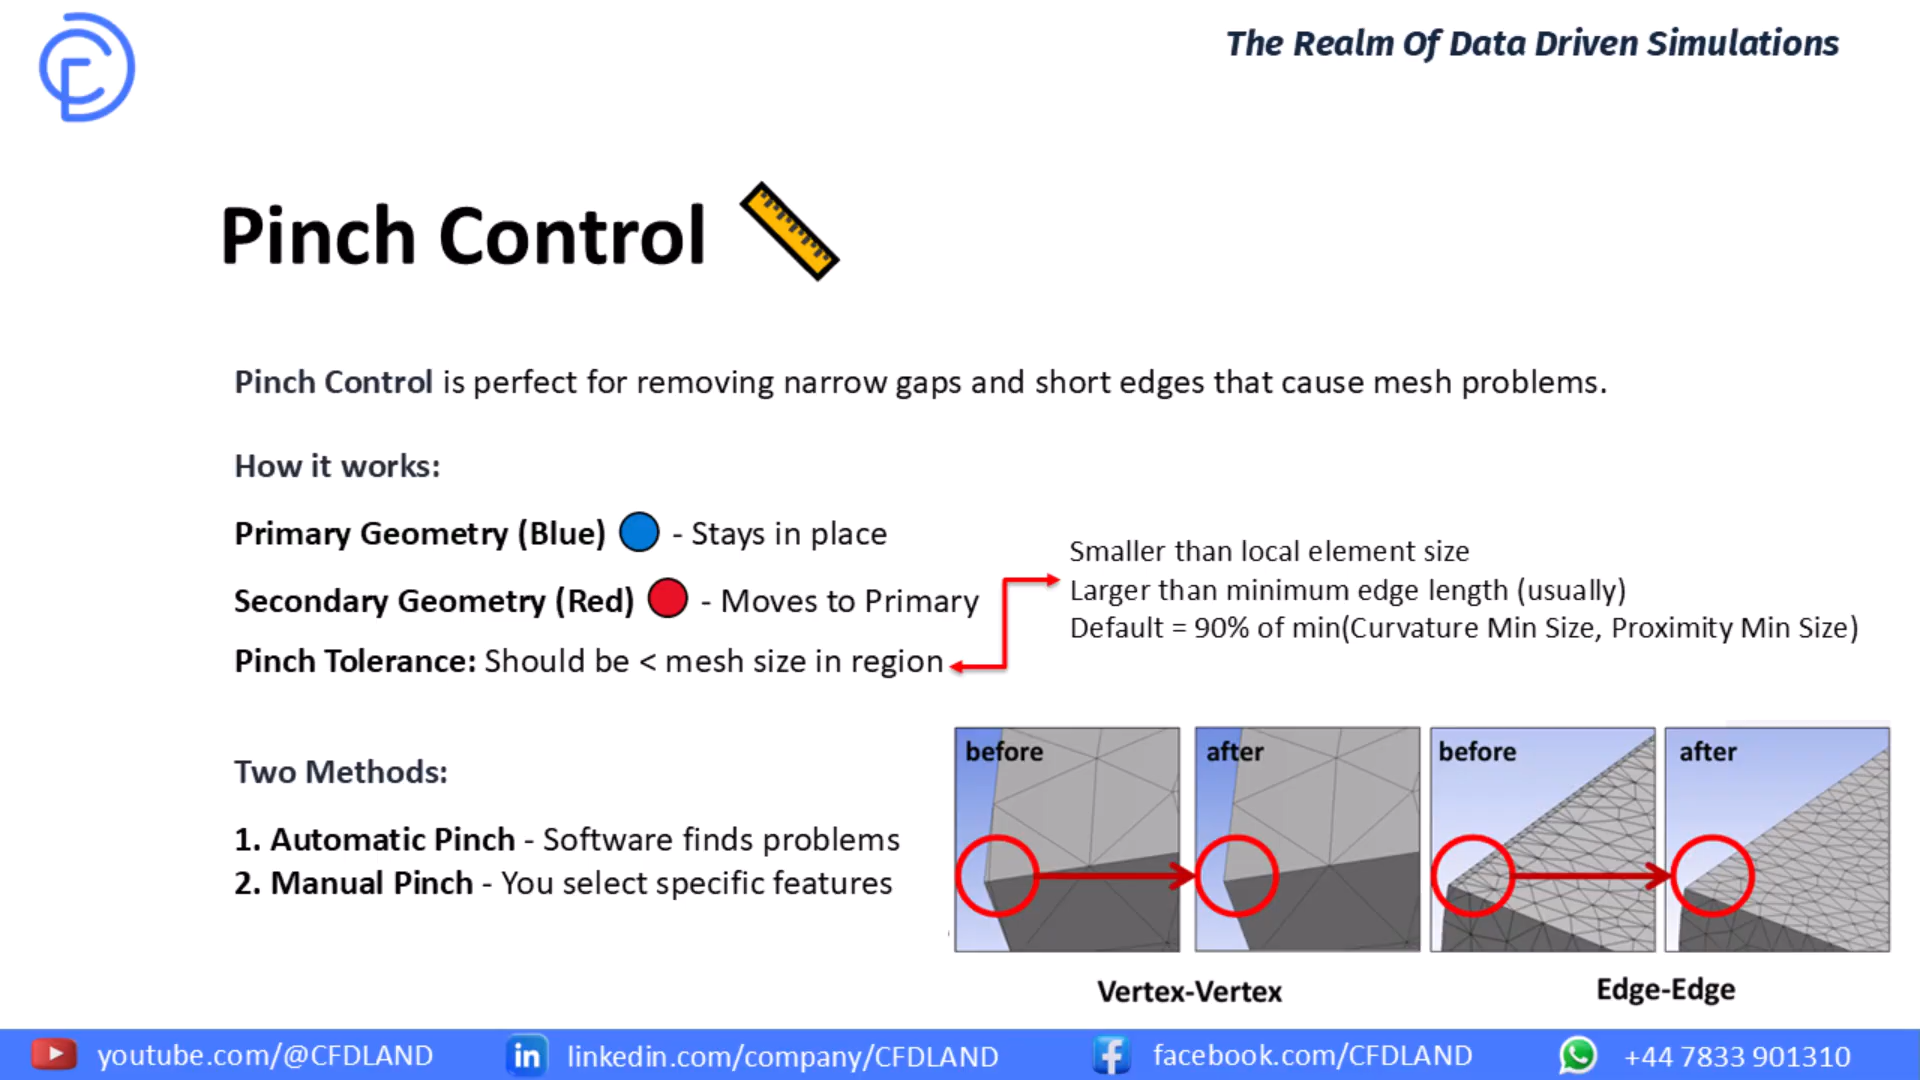 The Realm Of Data Driven Simulations
Pinch Control
Pinch Control is perfect for removing narrow gaps and short edges that cause mesh problems.
How it works:
Primary Geometry (Blue) - Stays in place
Secondary Geometry (Red) - Moves to Primary
Pinch Tolerance: Should be < mesh size in region
Smaller than local element size
Larger than minimum edge length (usually)
Default = 90% of min(Curvature Min Size, Proximity Min Size)
Two Methods:
1. Automatic Pinch - Software finds problems
2. Manual Pinch - You select specific features
before
after
before
after
Vertex-Vertex
Edge-Edge
youtube.com/@CFDLAND
linkedin.com/company/CFDLAND
facebook.com/CFDLAND
+44 7833 901310